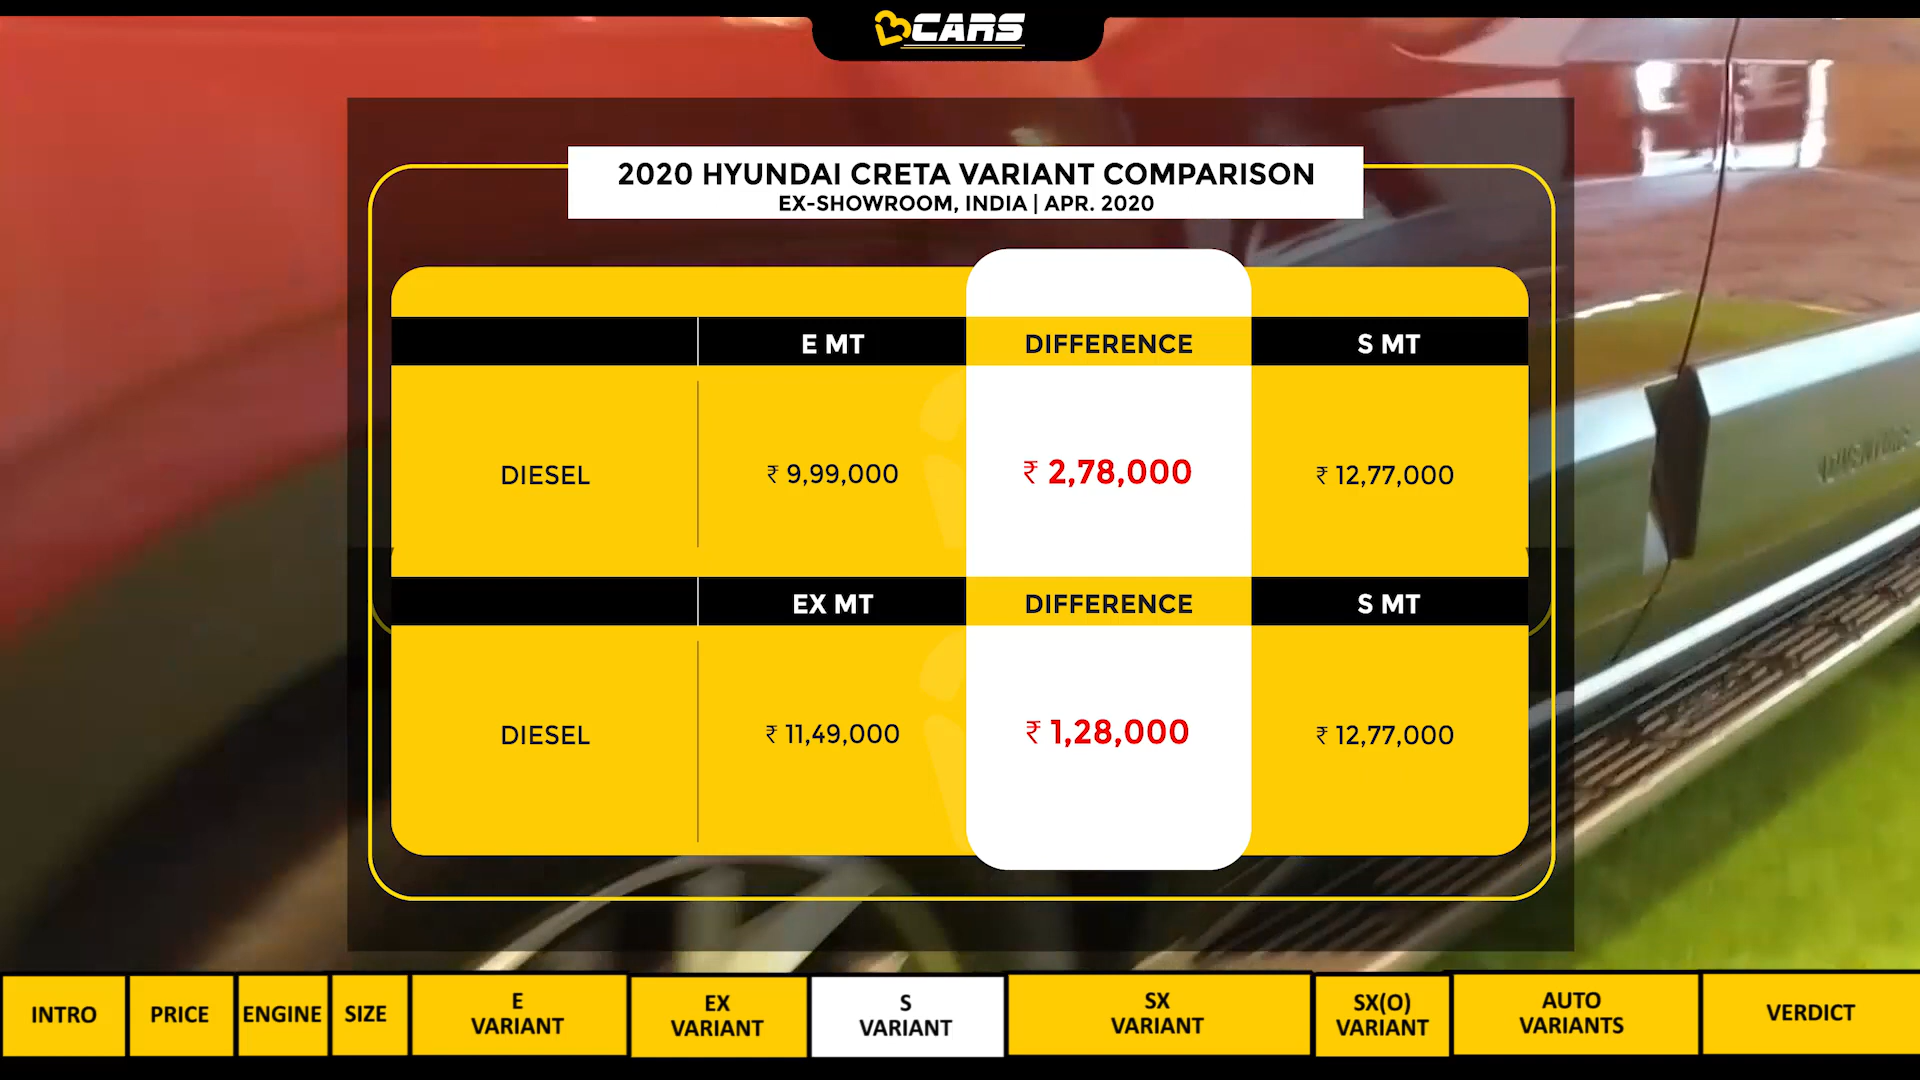 CARS
2020 HYUNDAI CRETA VARIANT COMPARISON
EX-SHOWROOM, INDIA | APR. 2020
E MT DIFFERENCE S MT
DIESEL ₹ 9,99,000 ₹ 2,78,000 ₹ 12,77,000
EX MT DIFFERENCE S MT
DIESEL ₹ 11,49,000 ₹ 1,28,000 ₹ 12,77,000
INTRO
PRICE
ENGINE
SIZE
E
VARIANT
EX
VARIANT
S
VARIANT
SX
VARIANT
SX(O)
VARIANT
AUTO
VARIANTS
VERDICT